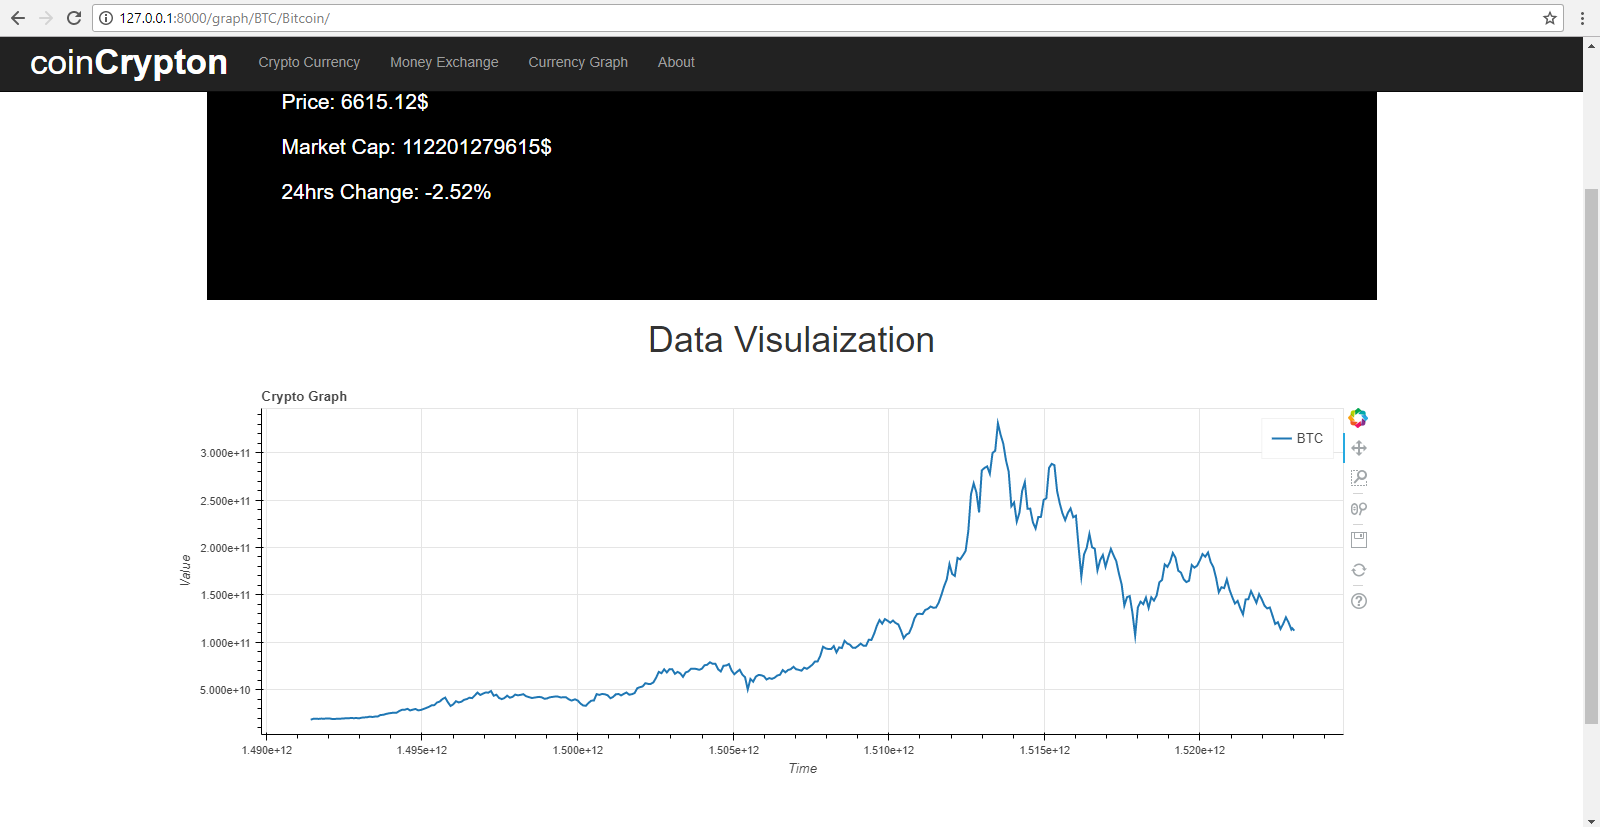 127.0.0.1:8000/graph/BTC/Bitcoin/
coinCrypton Crypto Currency Money Exchange Currency Graph About
Price: 6615.12$
Market Cap: 112201279615$
24hrs Change: -2.52%
Data Visulaization
Crypto Graph
BTC
3.000e+11
2.500e+11
2.000e+11
1.500e+11
1.000e+11
5.000e+10
Value
1.490e+12 1.495e+12 1.500e+12 1.505e+12 1.510e+12 1.515e+12 1.520e+12
Time